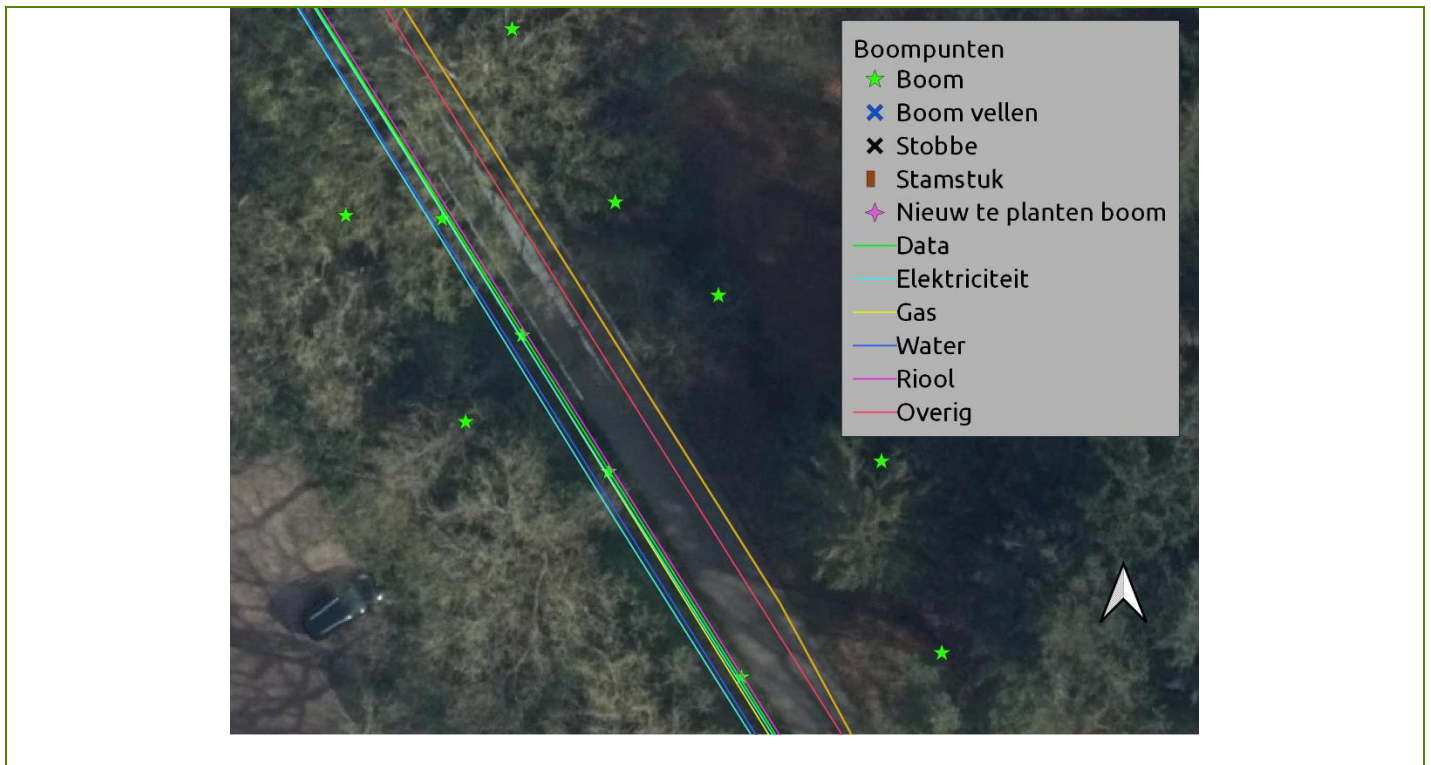 Boompunten
Boom
Boom vellen
Stobbe
Stamstuk
Nieuw te planten boom
Data
Elektriciteit
Gas
Water
Riool
Overig